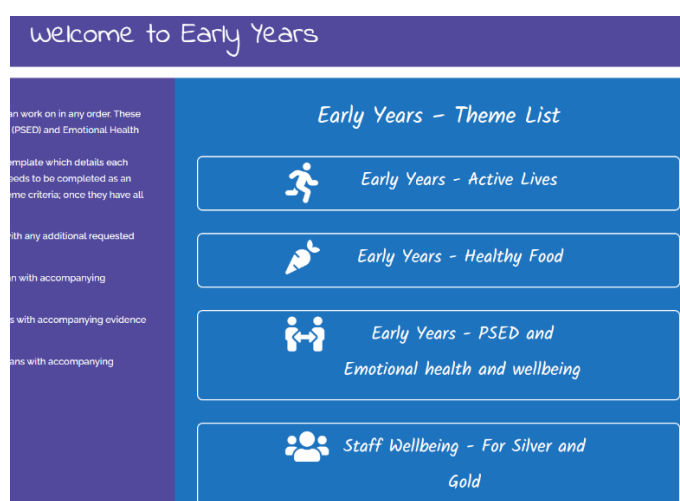 Welcome to Early Years
an work on in any order. These
(PSED) and Emotional Health
emplate which details each
eeds to be completed as an
eme criteria; once they have all
ith any additional requested
n with accompanying
s with accompanying evidence
ans with accompanying
Early Years – Theme List
Early Years - Active Lives
Early Years - Healthy Food
Early Years - PSED and
Emotional health and wellbeing
Staff Wellbeing - For Silver and
Gold